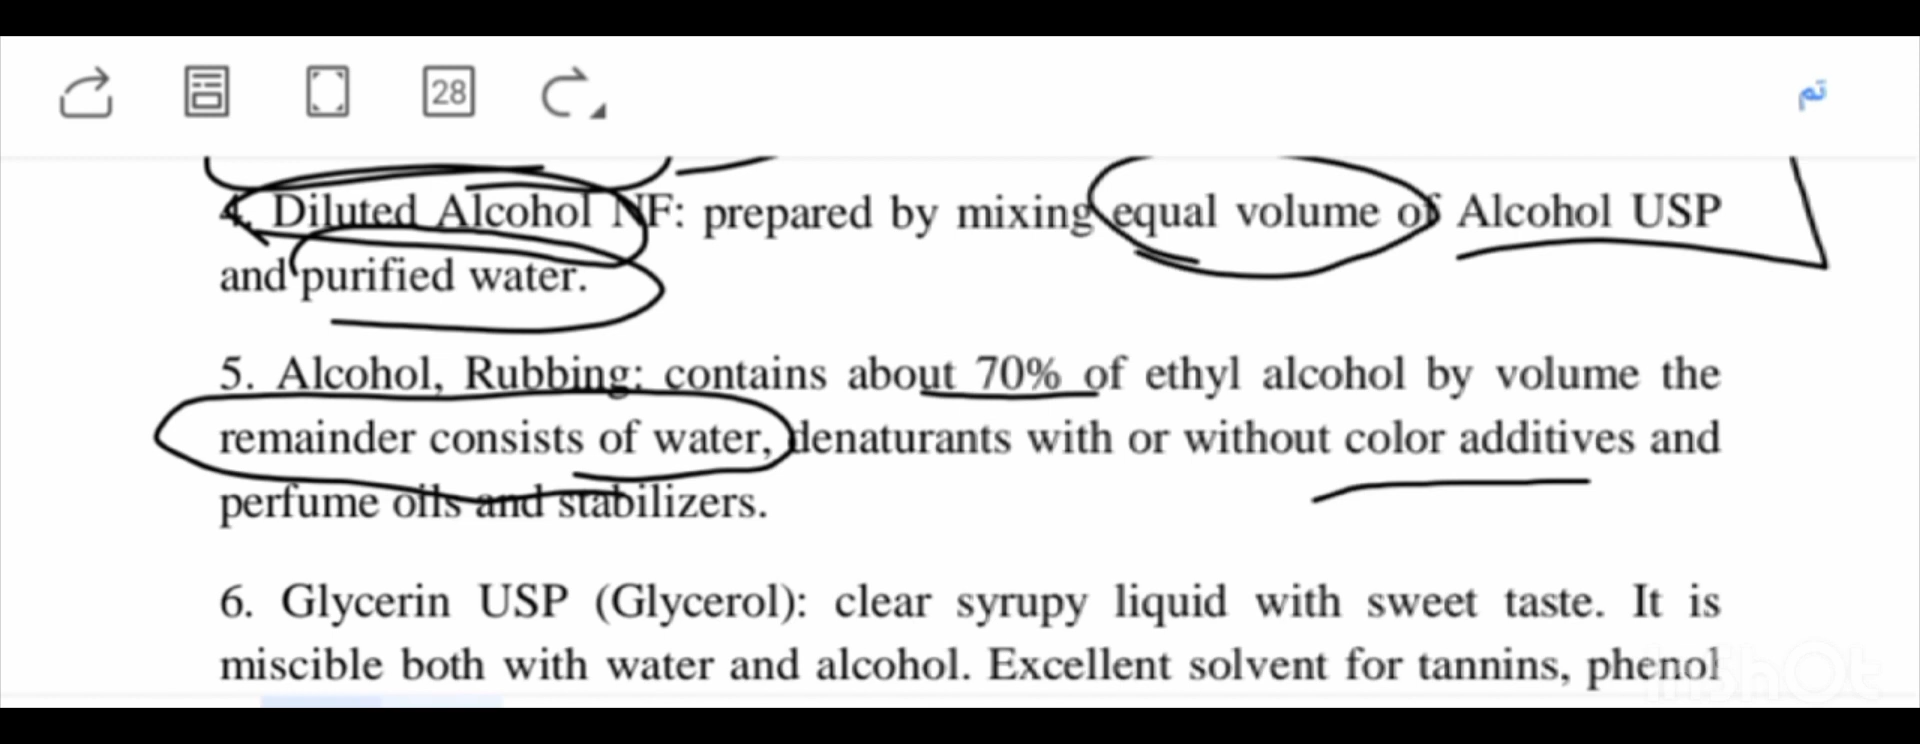 28
تم
4. Diluted Alcohol NF: prepared by mixing equal volume of Alcohol USP
and purified water.
5. Alcohol, Rubbing: contains about 70% of ethyl alcohol by volume the
remainder consists of water, denaturants with or without color additives and
perfume oils and stabilizers.
6. Glycerin USP (Glycerol): clear syrupy liquid with sweet taste. It is
miscible both with water and alcohol. Excellent solvent for tannins, phenol
InShOt